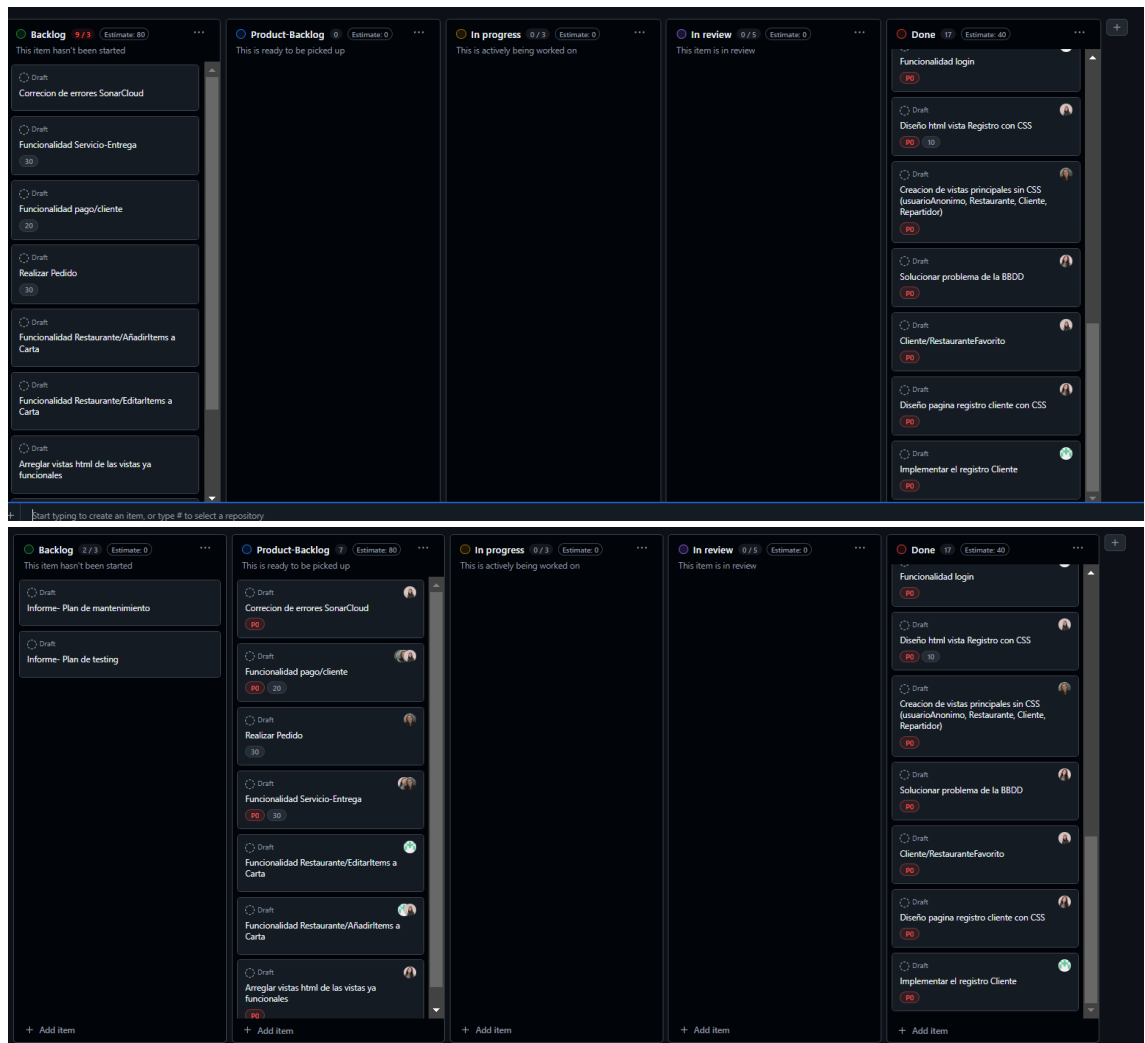 Backlog 9 / 3 Estimate: 80 ...
This item hasn't been started
Draft
Correcion de errores SonarCloud
Draft
Funcionalidad Servicio-Entrega
30
Draft
Funcionalidad pago/cliente
20
Draft
Realizar Pedido
30
Draft
Funcionalidad Restaurante/AñadirItems a
Carta
Draft
Funcionalidad Restaurante/EditarItems a
Carta
Draft
Arreglar vistas html de las vistas ya
funcionales
+ Start typing to create an item, or type # to select a repository
Product-Backlog 0 Estimate: 0 ...
This is ready to be picked up
In progress 0 / 3 Estimate: 0 ...
This is actively being worked on
In review 0 / 5 Estimate: 0 ...
This item is in review
Done 17 Estimate: 40 ...
Funcionalidad login
P0
Draft
Diseño html vista Registro con CSS
P0 10
Draft
Creacion de vistas principales sin CSS
(usuarioAnonimo, Restaurante, Cliente,
Repartidor)
P0
Draft
Solucionar problema de la BBDD
P0
Draft
Cliente/RestauranteFavorito
P0
Draft
Diseño pagina registro cliente con CSS
P0
Draft
Implementar el registro Cliente
P0
+
Backlog 2 / 3 Estimate: 0 ...
This item hasn't been started
Draft
Informe- Plan de mantenimiento
Draft
Informe- Plan de testing
+ Add item
Product-Backlog 7 Estimate: 80 ...
This is ready to be picked up
Draft
Correcion de errores SonarCloud
P0
Draft
Funcionalidad pago/cliente
P0 20
Draft
Realizar Pedido
30
Draft
Funcionalidad Servicio-Entrega
P0 30
Draft
Funcionalidad Restaurante/EditarItems a
Carta
Draft
Funcionalidad Restaurante/AñadirItems a
Carta
Draft
Arreglar vistas html de las vistas ya
funcionales
P0
+ Add item
In progress 0 / 3 Estimate: 0 ...
This is actively being worked on
+ Add item
In review 0 / 5 Estimate: 0 ...
This item is in review
+ Add item
Done 17 Estimate: 40 ...
Funcionalidad login
P0
Draft
Diseño html vista Registro con CSS
P0 10
Draft
Creacion de vistas principales sin CSS
(usuarioAnonimo, Restaurante, Cliente,
Repartidor)
P0
Draft
Solucionar problema de la BBDD
P0
Draft
Cliente/RestauranteFavorito
P0
Draft
Diseño pagina registro cliente con CSS
P0
Draft
Implementar el registro Cliente
P0
+ Add item
+